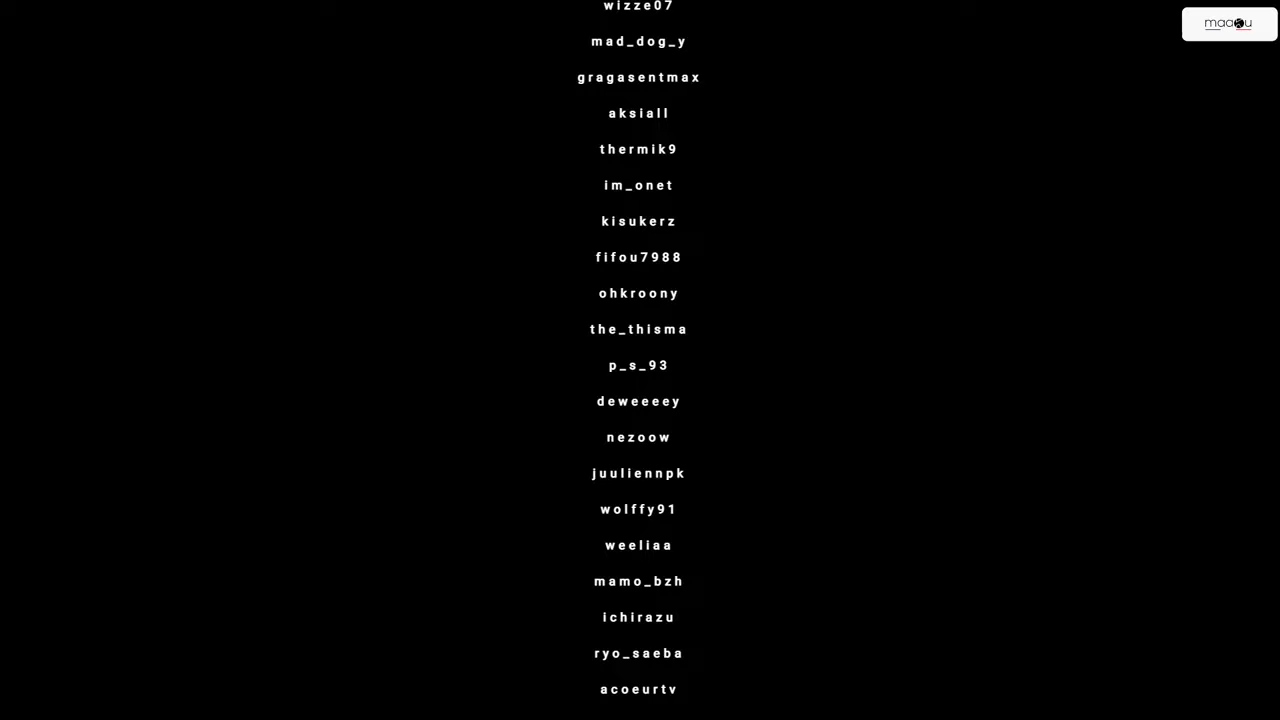 wizze07
mad_dog_y
gragasentmax
aksiall
thermik9
im_onet
kisukerz
fifou7988
ohkroony
the_thisma
p_s_93
deweeeey
nezoow
juuliennpk
wolffy91
weeliaa
mamo_bzh
ichirazu
ryo_saeba
acoeurtv